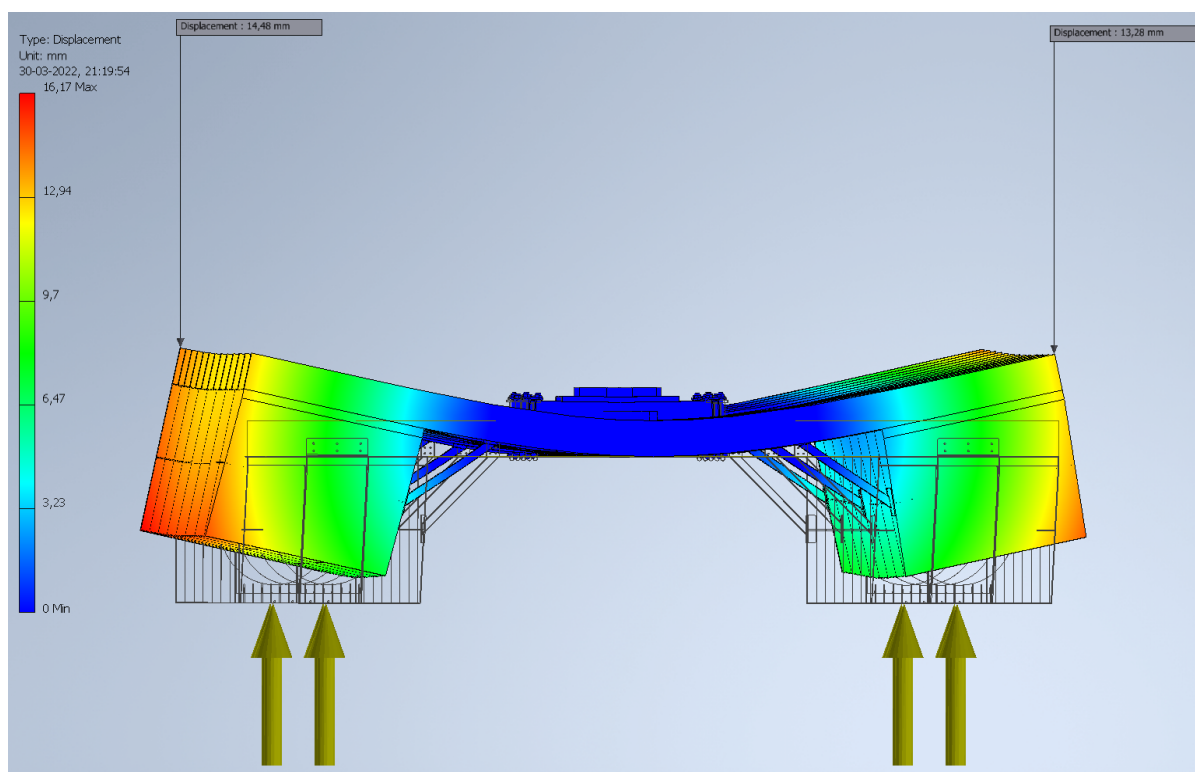 Displacement : 14,48 mm
Displacement : 13,28 mm
Type: Displacement
Unit: mm
30-03-2022, 21:19:54
16,17 Max
12,94
9,7
6,47
3,23
0 Min